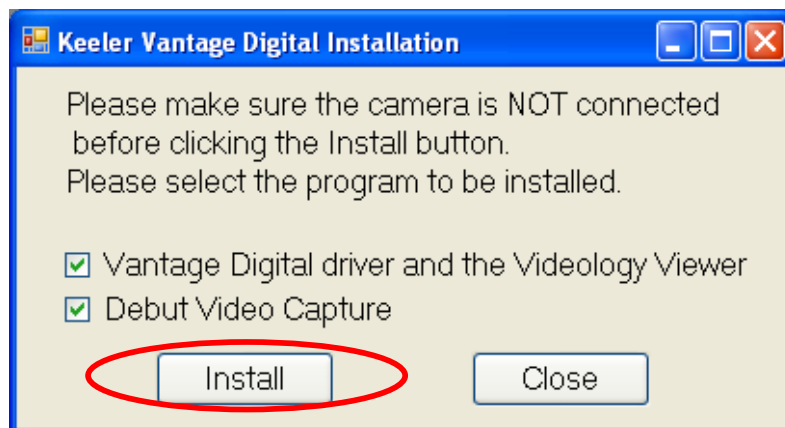 Keeler Vantage Digital Installation
Please make sure the camera is NOT connected
before clicking the Install button.
Please select the program to be installed.
Vantage Digital driver and the Videology Viewer
Debut Video Capture
Install Close